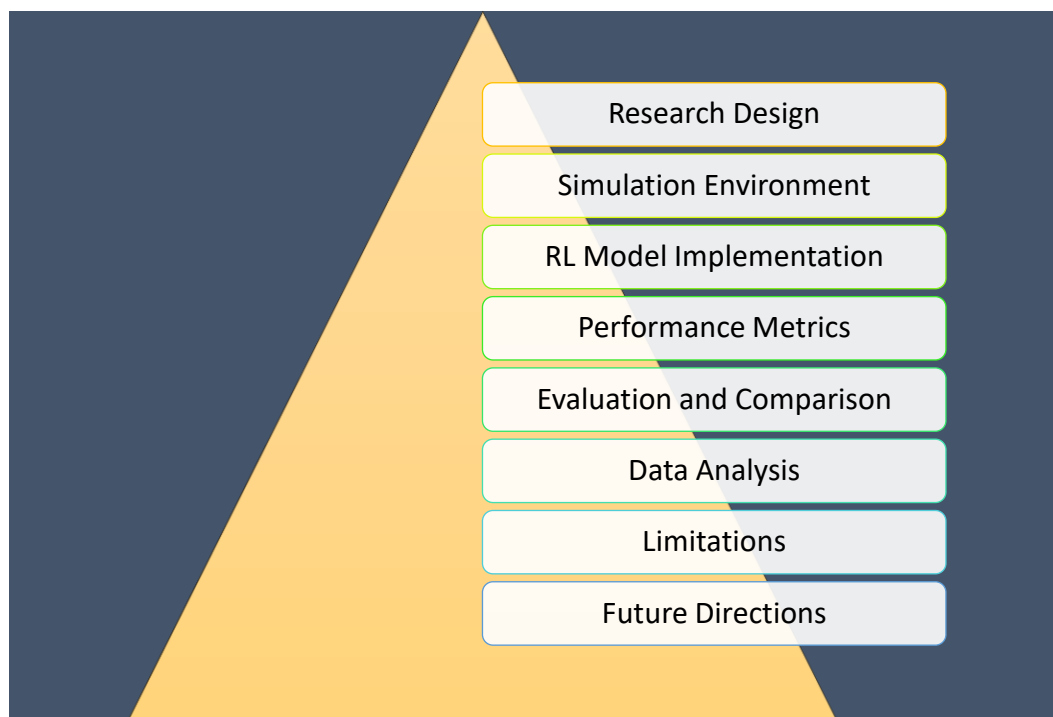 Research Design
Simulation Environment
RL Model Implementation
Performance Metrics
Evaluation and Comparison
Data Analysis
Limitations
Future Directions